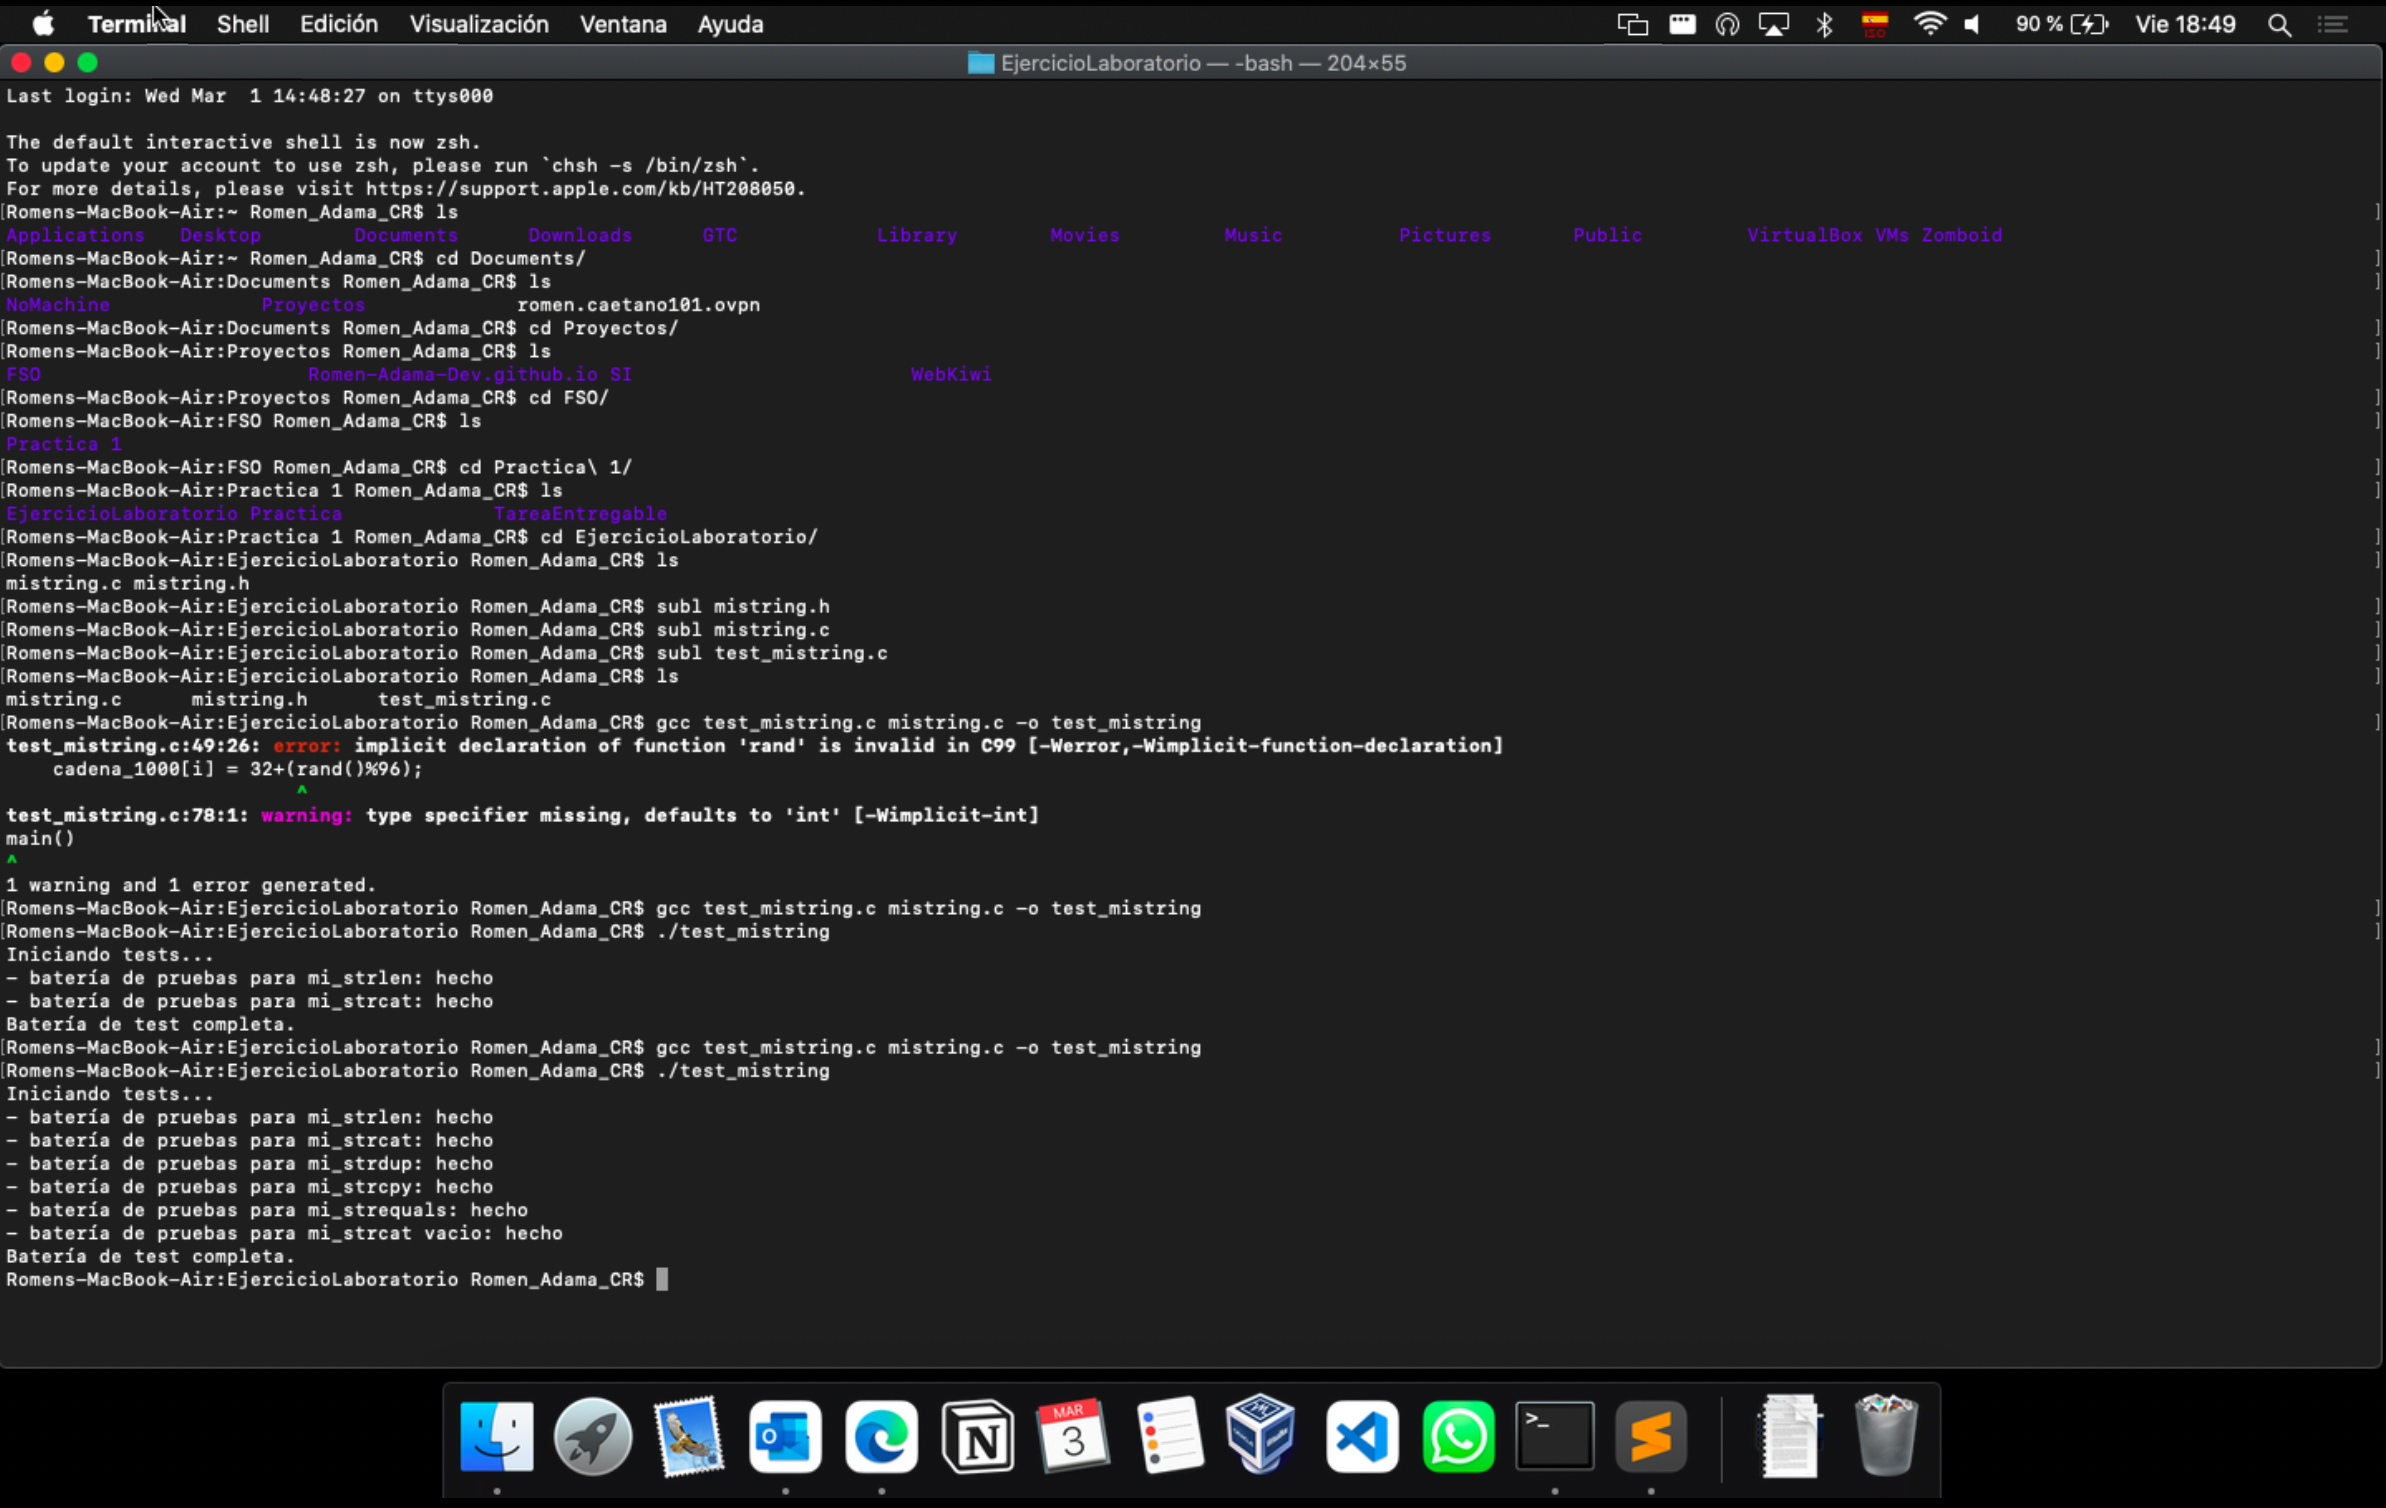 Terminal Shell Edición Visualización Ventana Ayuda ISO 90 % Vie 18:49
EjercicioLaboratorio — -bash — 204×55
Last login: Wed Mar  1 14:48:27 on ttys000
The default interactive shell is now zsh.
To update your account to use zsh, please run `chsh -s /bin/zsh`.
For more details, please visit https://support.apple.com/kb/HT208050.
[Romens-MacBook-Air:~ Romen_Adama_CR$ ls ]
Applications Desktop Documents Downloads GTC Library Movies Music Pictures Public VirtualBox VMs Zomboid
[Romens-MacBook-Air:~ Romen_Adama_CR$ cd Documents/ ]
[Romens-MacBook-Air:Documents Romen_Adama_CR$ ls ]
NoMachine Proyectos romen.caetano101.ovpn
[Romens-MacBook-Air:Documents Romen_Adama_CR$ cd Proyectos/ ]
[Romens-MacBook-Air:Proyectos Romen_Adama_CR$ ls ]
FSO Romen-Adama-Dev.github.io SI WebKiwi
[Romens-MacBook-Air:Proyectos Romen_Adama_CR$ cd FSO/ ]
[Romens-MacBook-Air:FSO Romen_Adama_CR$ ls ]
Practica 1
[Romens-MacBook-Air:FSO Romen_Adama_CR$ cd Practica\ 1/ ]
[Romens-MacBook-Air:Practica 1 Romen_Adama_CR$ ls ]
EjercicioLaboratorio Practica TareaEntregable
[Romens-MacBook-Air:Practica 1 Romen_Adama_CR$ cd EjercicioLaboratorio/ ]
[Romens-MacBook-Air:EjercicioLaboratorio Romen_Adama_CR$ ls ]
mistring.c mistring.h
[Romens-MacBook-Air:EjercicioLaboratorio Romen_Adama_CR$ subl mistring.h ]
[Romens-MacBook-Air:EjercicioLaboratorio Romen_Adama_CR$ subl mistring.c ]
[Romens-MacBook-Air:EjercicioLaboratorio Romen_Adama_CR$ subl test_mistring.c ]
[Romens-MacBook-Air:EjercicioLaboratorio Romen_Adama_CR$ ls ]
mistring.c mistring.h test_mistring.c
[Romens-MacBook-Air:EjercicioLaboratorio Romen_Adama_CR$ gcc test_mistring.c mistring.c -o test_mistring ]
test_mistring.c:49:26: error: implicit declaration of function 'rand' is invalid in C99 [-Werror,-Wimplicit-function-declaration]
    cadena_1000[i] = 32+(rand()%96);
^
test_mistring.c:78:1: warning: type specifier missing, defaults to 'int' [-Wimplicit-int]
main()
^
1 warning and 1 error generated.
[Romens-MacBook-Air:EjercicioLaboratorio Romen_Adama_CR$ gcc test_mistring.c mistring.c -o test_mistring ]
[Romens-MacBook-Air:EjercicioLaboratorio Romen_Adama_CR$ ./test_mistring ]
Iniciando tests...
- batería de pruebas para mi_strlen: hecho
- batería de pruebas para mi_strcat: hecho
Batería de test completa.
[Romens-MacBook-Air:EjercicioLaboratorio Romen_Adama_CR$ gcc test_mistring.c mistring.c -o test_mistring ]
[Romens-MacBook-Air:EjercicioLaboratorio Romen_Adama_CR$ ./test_mistring ]
Iniciando tests...
- batería de pruebas para mi_strlen: hecho
- batería de pruebas para mi_strcat: hecho
- batería de pruebas para mi_strdup: hecho
- batería de pruebas para mi_strcpy: hecho
- batería de pruebas para mi_strequals: hecho
- batería de pruebas para mi_strcat vacio: hecho
Batería de test completa.
Romens-MacBook-Air:EjercicioLaboratorio Romen_Adama_CR$
MAR
3
>_